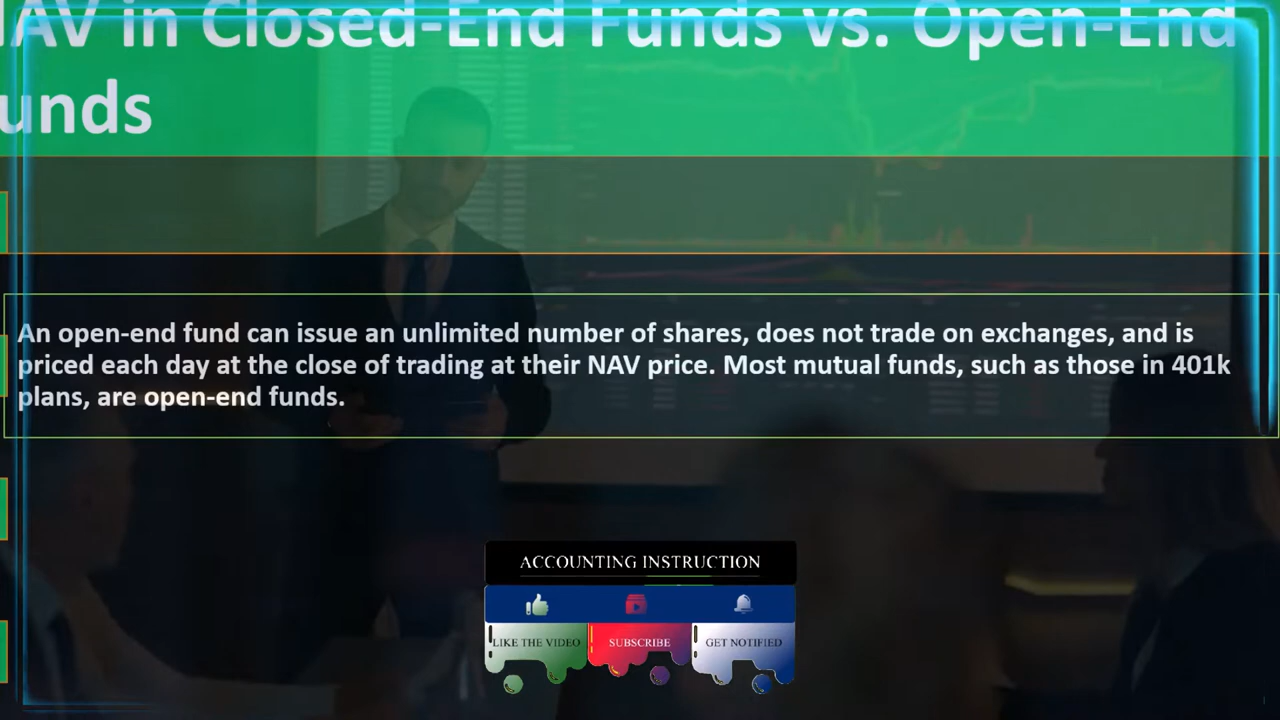 AV in Closed-End Funds vs. Open-End
unds
An open-end fund can issue an unlimited number of shares, does not trade on exchanges, and is
priced each day at the close of trading at their NAV price. Most mutual funds, such as those in 401k
plans, are open-end funds.
ACCOUNTING INSTRUCTION
LIKE THE VIDEO
SUBSCRIBE
GET NOTIFIED